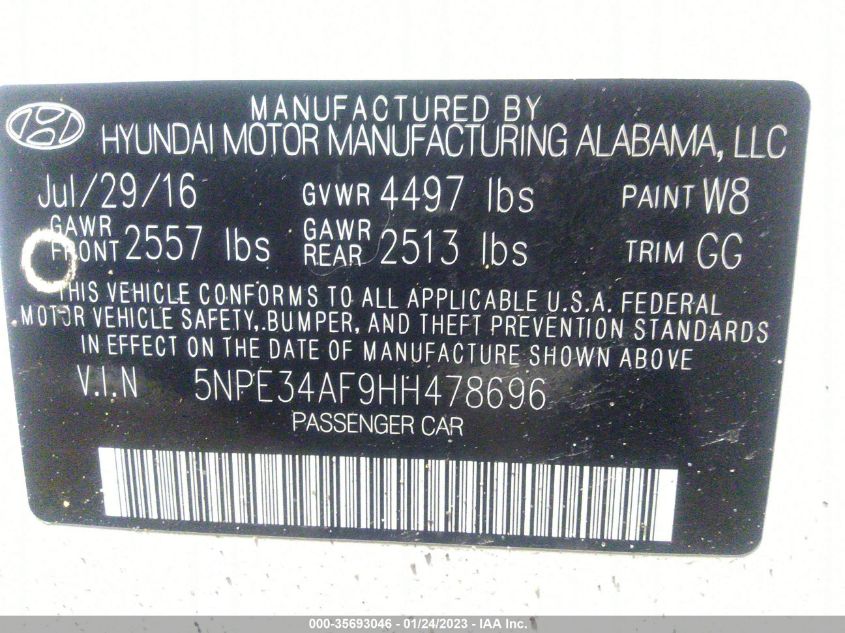 MANUFACTURED BY
HYUNDAI MOTOR MANUFACTURING ALABAMA, LLC
Jul/29/16 GVWR 4497 lbs PAINT W8
GAWR FRONT 2557 lbs GAWR REAR 2513 lbs TRIM GG
THIS VEHICLE CONFORMS TO ALL APPLICABLE U.S.A. FEDERAL
MOTOR VEHICLE SAFETY, BUMPER, AND THEFT PREVENTION STANDARDS
IN EFFECT ON THE DATE OF MANUFACTURE SHOWN ABOVE.
V.I.N 5NPE34AF9HH478696
PASSENGER CAR
000-35693046 - 01/24/2023 - IAA Inc.